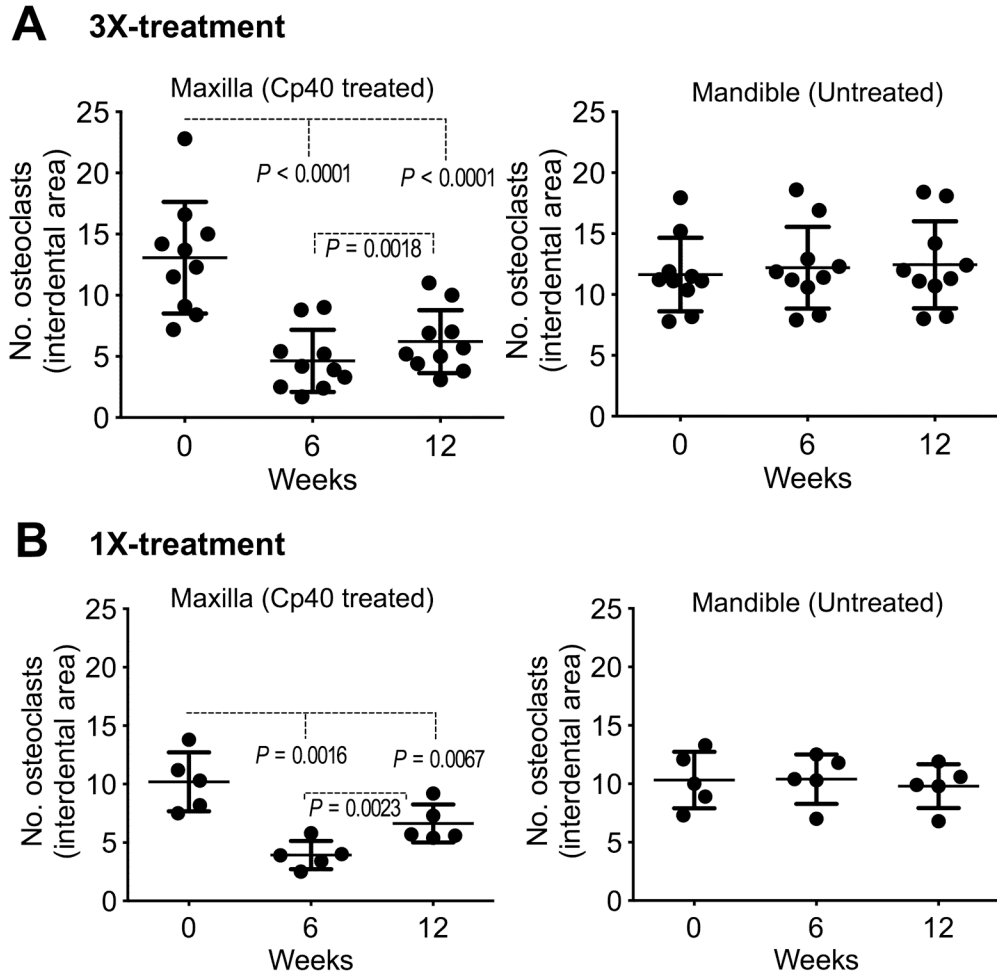 A 3X-treatment
Maxilla (Cp40 treated)
No. osteoclasts
(interdental area)
25
20
15
10
5
0
P < 0.0001
P < 0.0001
P = 0.0018
0 6 12
Weeks
Mandible (Untreated)
No. osteoclasts
(interdental area)
25
20
15
10
5
0
0 6 12
Weeks
B 1X-treatment
Maxilla (Cp40 treated)
No. osteoclasts
(interdental area)
25
20
15
10
5
0
P = 0.0016
P = 0.0067
P = 0.0023
0 6 12
Weeks
Mandible (Untreated)
No. osteoclasts
(interdental area)
25
20
15
10
5
0
0 6 12
Weeks